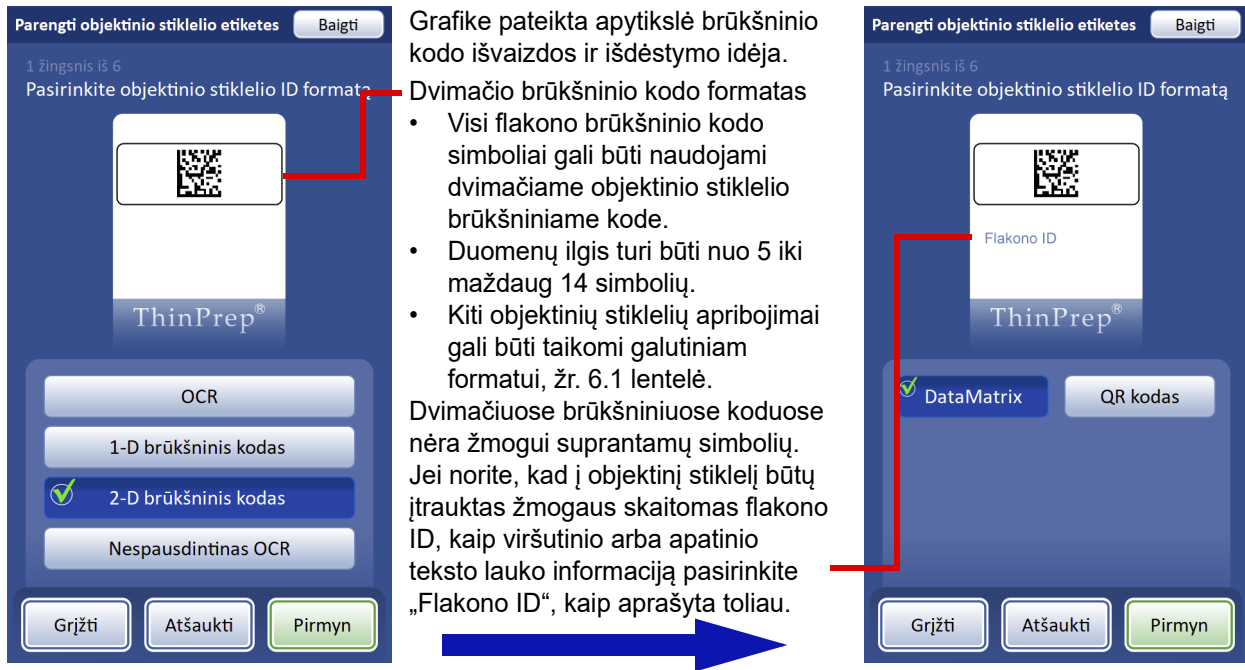 Parengti objektinio stiklelio etiketes
Baigti
1 žingsnis iš 6
Pasirinkite objektinio stiklelio ID formatą
ThinPrep®
OCR
1-D brūkšninis kodas
2-D brūkšninis kodas
Nespausdintinas OCR
Grįžti
Atšaukti
Pirmyn
Grafike pateikta apytikslė brūkšninio
kodo išvaizdos ir išdėstymo idėja.
Dvimačio brūkšninio kodo formatas
• Visi flakono brūkšninio kodo
simboliai gali būti naudojami
dvimačiame objektinio stiklelio
brūkšniniame kode.
• Duomenų ilgis turi būti nuo 5 iki
maždaug 14 simbolių.
• Kiti objektinių stiklelių apribojimai
gali būti taikomi galutiniam
formatui, žr. 6.1 lentelė.
Dvimačiuose brūkšniniuose koduose
nėra žmogui suprantamų simbolių.
Jei norite, kad į objektinį stiklelį būtų
įtrauktas žmogaus skaitomas flakono
ID, kaip viršutinio arba apatinio
teksto lauko informaciją pasirinkite
„Flakono ID“, kaip aprašyta toliau.
Parengti objektinio stiklelio etiketes
Baigti
1 žingsnis iš 6
Pasirinkite objektinio stiklelio ID formatą
Flakono ID
ThinPrep®
DataMatrix
QR kodas
Grįžti
Atšaukti
Pirmyn